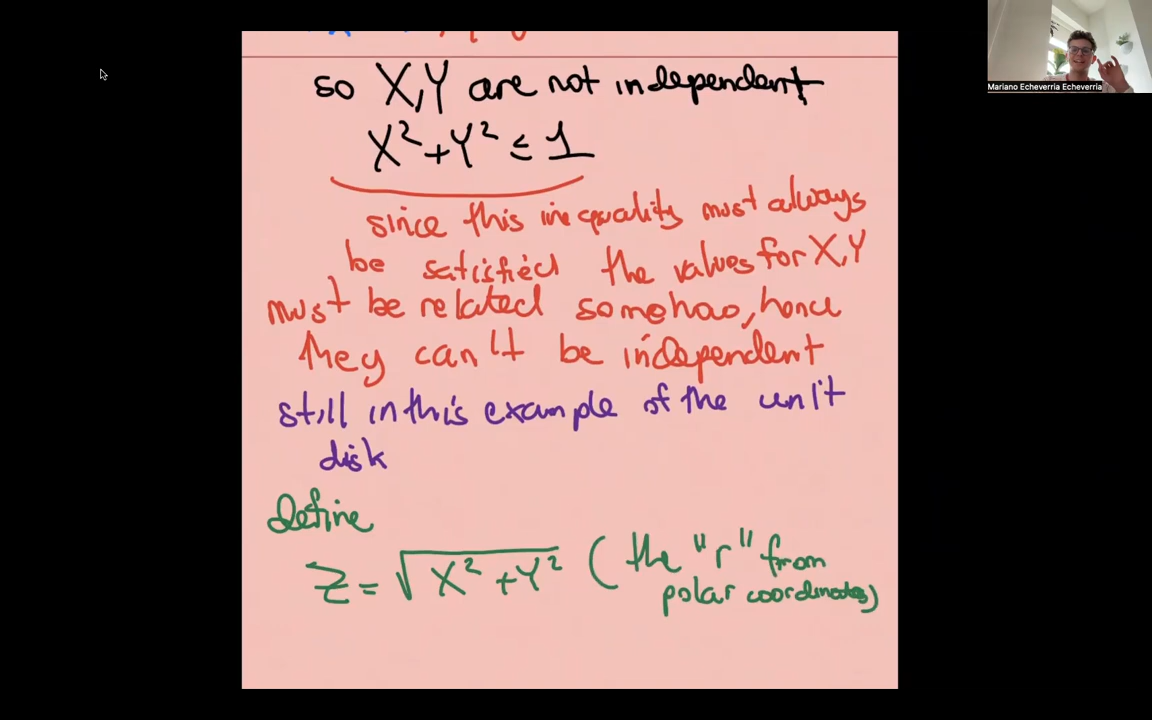 so X,Y are not independent
X²+Y² ≤ 1
since this inequality must always
be satisfied the values for X,Y
must be related somehow, hence
they can't be independent
still in this example of the unit
disk
define
Z = √X²+Y² (the "r" from
polar coordinates)
Mariano Echeverria Echeverria